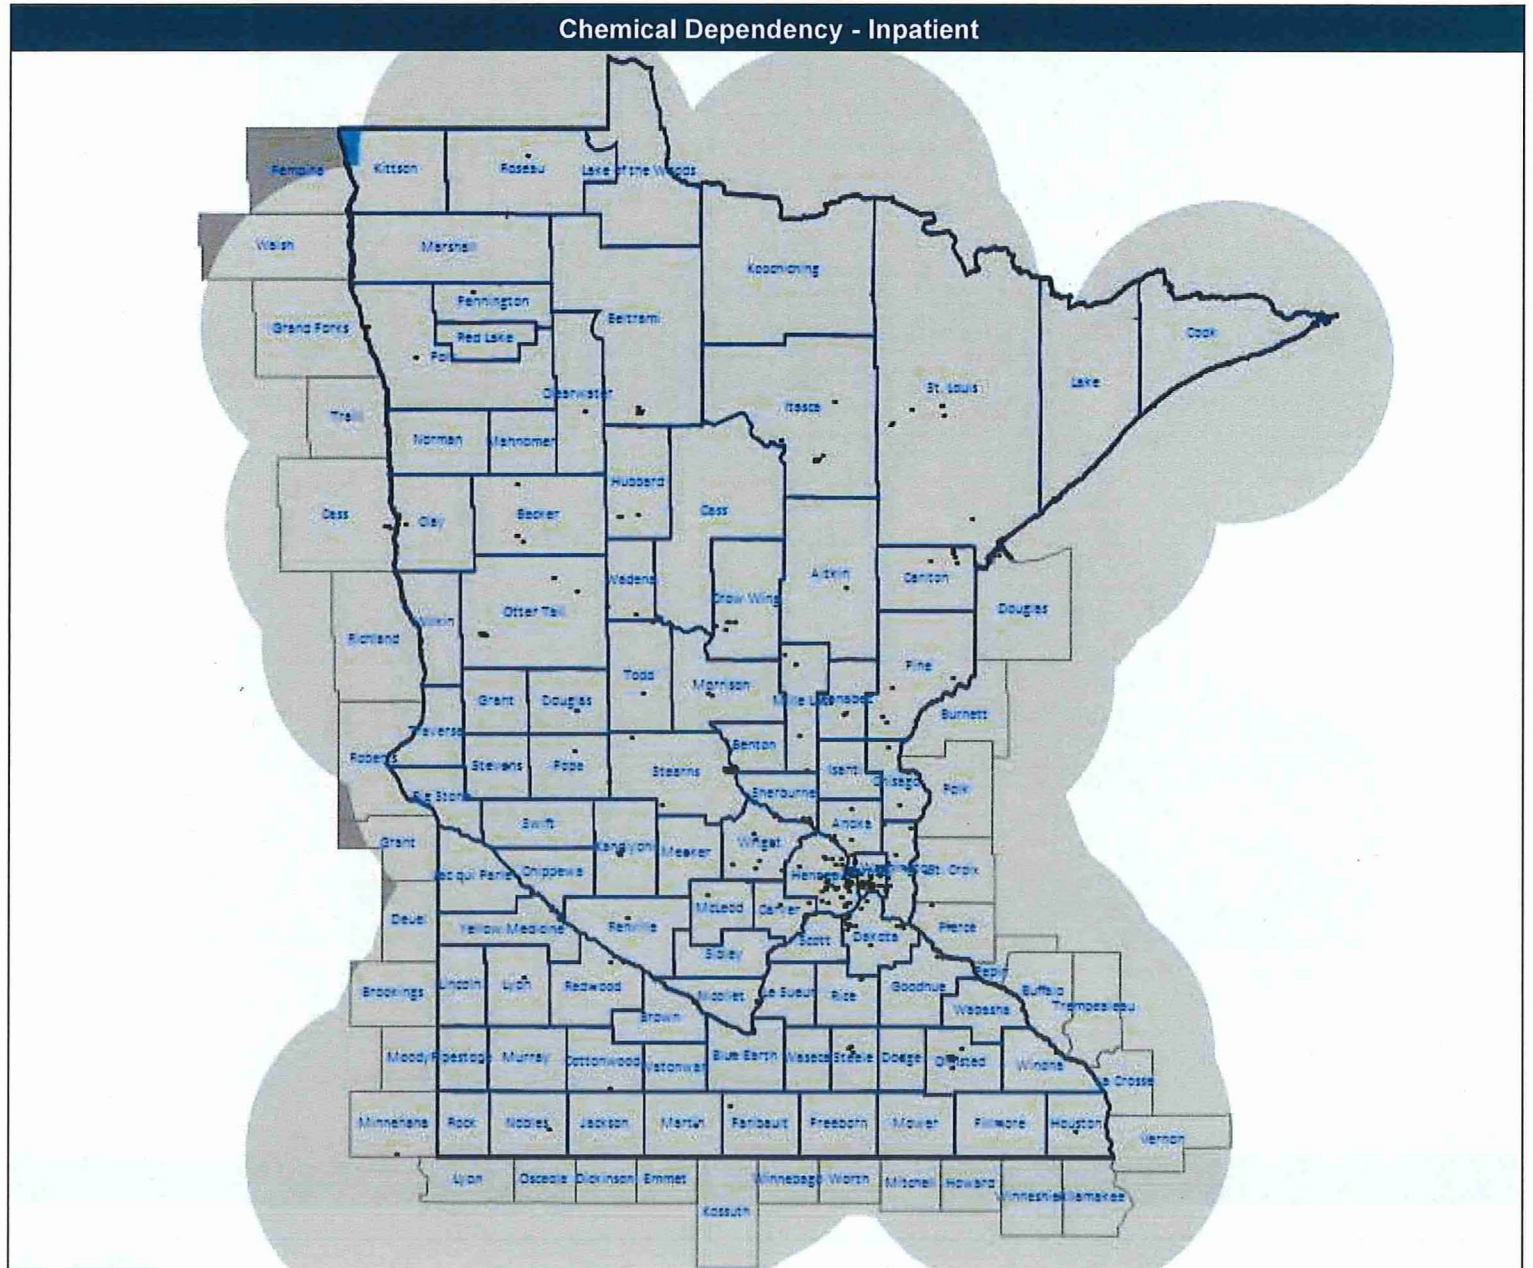 Chemical Dependency - Inpatient
Pembina
Kittson
Roseau
Lake of the Woods
Walsh
Marshall
Koochiching
Pennington
Grand Forks
Red Lake
Beltrami
Cook
Clearwater
Itasca
St. Louis
Lake
Traill
Norman
Mahnomen
Hubbard
Cass
Cass
Clay
Becker
Wadena
Crow Wing
Aitkin
Carlton
Douglas
Richland
Wilkin
Otter Tail
Todd
Morrison
Mille L
Kanabec
Pine
Burnett
Grant
Douglas
Traverse
Roberts
Stevens
Pope
Stearns
Benton
Isanti
Chisago
Polk
Big Stone
Sherburne
Swift
Kandiyohi
Meeker
Wright
Anoka
Grant
Lac qui Parle
Chippewa
Hennepin
St. Croix
Deuel
Yellow Medicine
Renville
McLeod
Carver
Scott
Dakota
Pierce
Sibley
Brookings
Lincoln
Lyon
Redwood
Nicollet
Le Sueur
Rice
Goodhue
Pepin
Buffalo
Trempealeau
Wabasha
Brown
Moody
Pipestone
Murray
Cottonwood
Watonwan
Blue Earth
Waseca
Steele
Dodge
Olmsted
Winona
La Crosse
Minnehaha
Rock
Nobles
Jackson
Martin
Faribault
Freeborn
Mower
Fillmore
Houston
Vernon
Lyon
Osceola
Dickinson
Emmet
Kossuth
Winnebago
Worth
Mitchell
Howard
Winneshiek
Allamakee